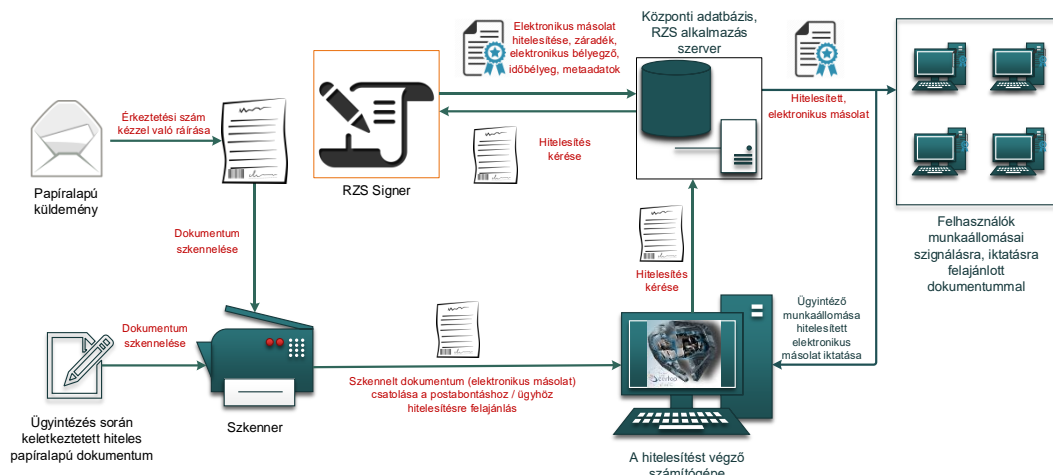 Elektronikus másolat
hitelesítése, záradék,
elektronikus bélyegző,
időbélyeg, metaadatok
Központi adatbázis,
RZS alkalmazás
szerver
Érkeztetési szám
kézzel való ráírása
Hitelesített,
elektronikus másolat
Hitelesítés
kérése
RZS Signer
Papíralapú
küldemény
Felhasználók
munkaállomásai
szignálásra, iktatásra
felajánlott
dokumentummal
Dokumentum
szkennelése
Hitelesítés
kérése
Ügyintéző
munkaállomása
hitelesített
elektronikus
másolat iktatása
Dokumentum
szkennelése
Szkennelt dokumentum (elektronikus másolat)
csatolása a postabontáshoz / ügyhöz
hitelesítésre felajánlás
Ügyintézés során
keletkeztetett hiteles
papíralapú dokumentum
Szkenner
A hitelesítést végző
számítógépe